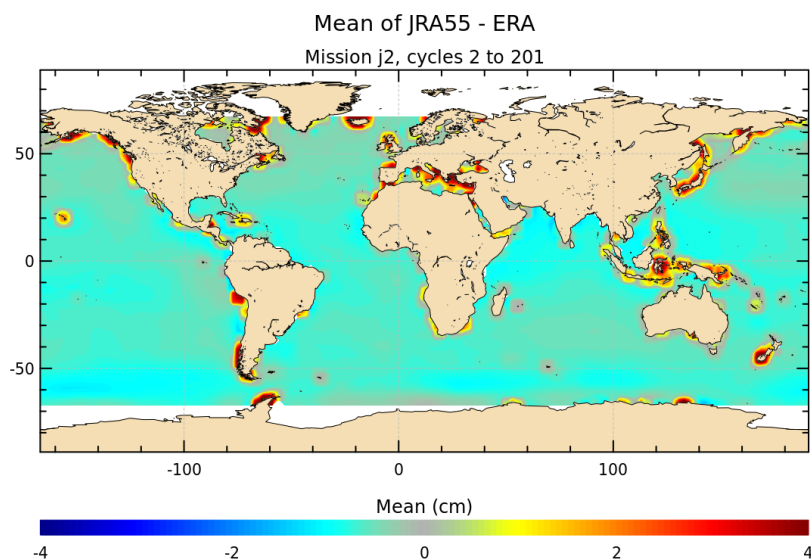 Mean of JRA55 - ERA
Mission j2, cycles 2 to 201
50
0
-50
-100 0 100
Mean (cm)
-4 -2 0 2 4